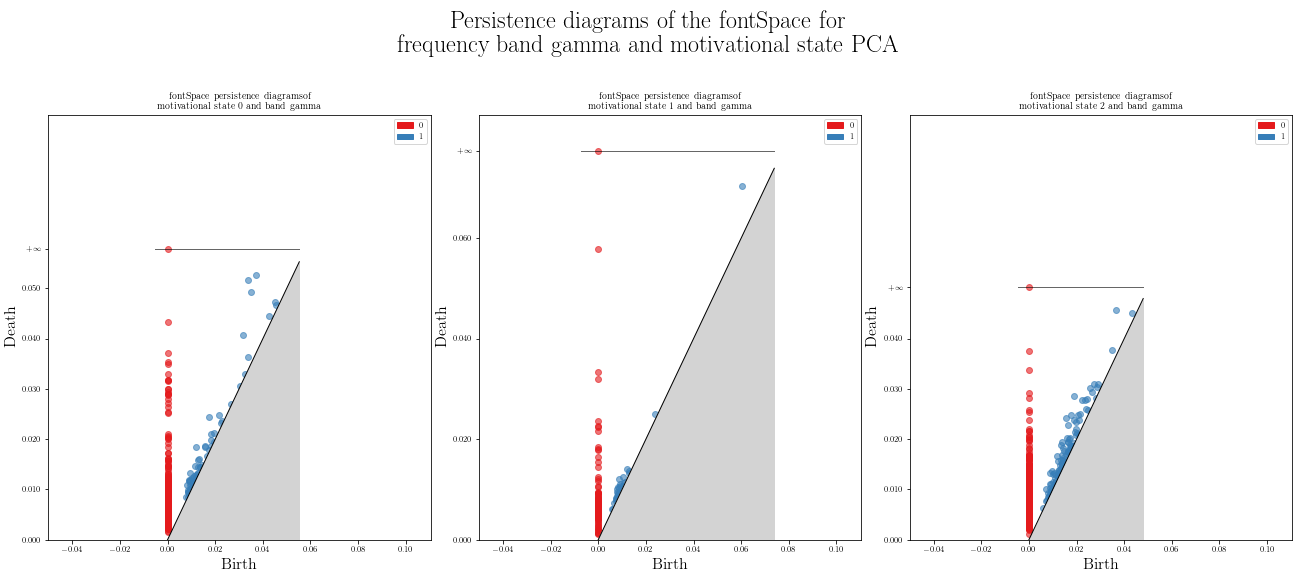 Persistence diagrams of the fontSpace for
frequency band gamma and motivational state PCA
fontSpace persistence diagramsof
motivational state 0 and band gamma
0
1
+∞
0.050
0.040
0.030
0.020
0.010
0.000
Death
−0.04 −0.02 0.00 0.02 0.04 0.06 0.08 0.10
Birth
fontSpace persistence diagramsof
motivational state 1 and band gamma
0
1
+∞
0.060
0.040
0.020
0.000
Death
−0.04 −0.02 0.00 0.02 0.04 0.06 0.08 0.10
Birth
fontSpace persistence diagramsof
motivational state 2 and band gamma
0
1
+∞
0.040
0.030
0.020
0.010
0.000
Death
−0.04 −0.02 0.00 0.02 0.04 0.06 0.08 0.10
Birth